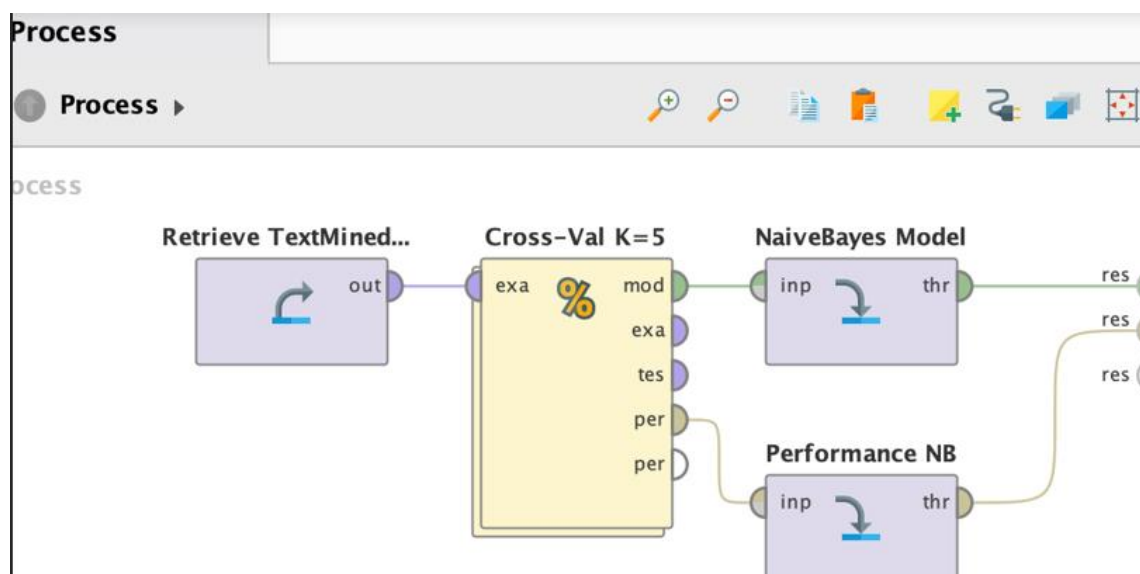 Process
Process
ocess
Retrieve TextMined...
Cross-Val K=5
NaiveBayes Model
out
exa
%
mod
inp
thr
res
exa
res
tes
res
per
per
Performance NB
inp
thr